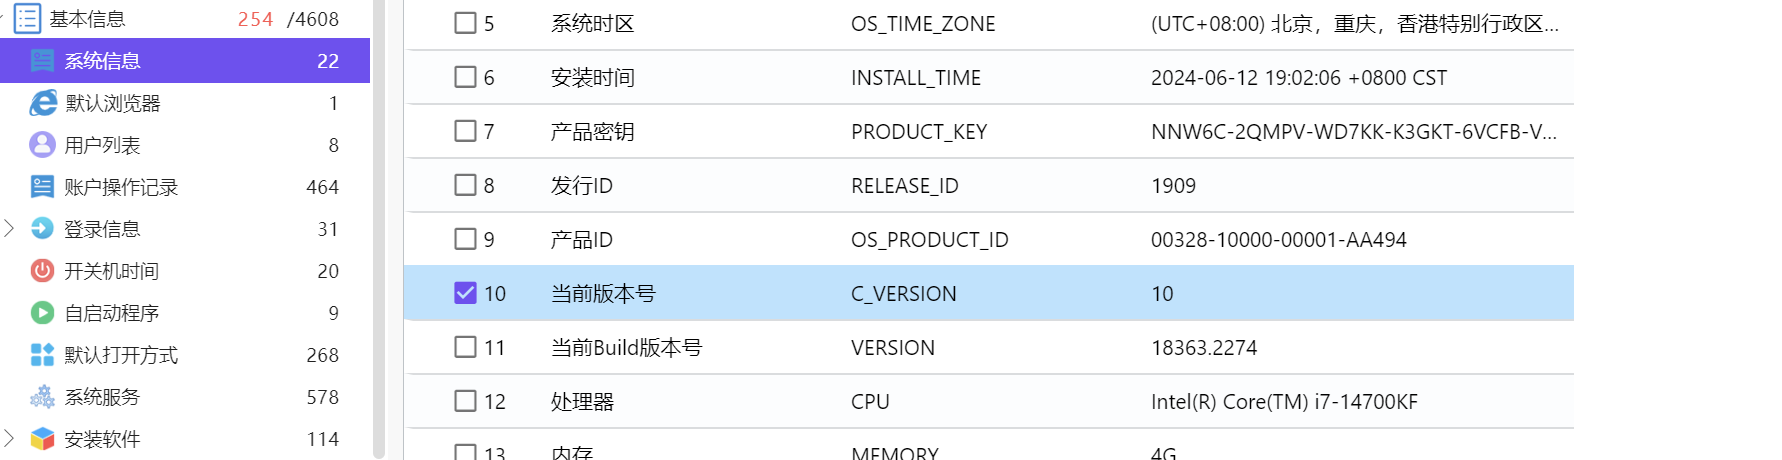 基本信息 254 /4608
系统信息 22
默认浏览器 1
用户列表 8
账户操作记录 464
登录信息 31
开关机时间 20
自启动程序 9
默认打开方式 268
系统服务 578
安装软件 114
5 系统时区 OS_TIME_ZONE (UTC+08:00) 北京，重庆，香港特别行政区...
6 安装时间 INSTALL_TIME 2024-06-12 19:02:06 +0800 CST
7 产品密钥 PRODUCT_KEY NNW6C-2QMPV-WD7KK-K3GKT-6VCFB-V...
8 发行ID RELEASE_ID 1909
9 产品ID OS_PRODUCT_ID 00328-10000-00001-AA494
10 当前版本号 C_VERSION 10
11 当前Build版本号 VERSION 18363.2274
12 处理器 CPU Intel(R) Core(TM) i7-14700KF
13 内存 MEMORY 4G